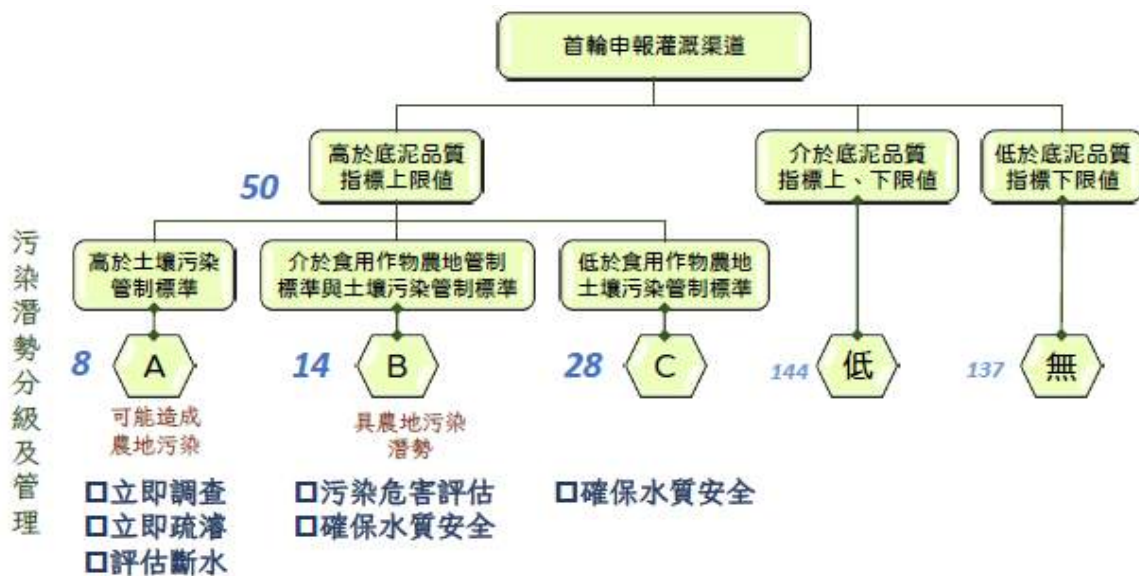 首輪申報灌溉渠道
高於底泥品質
指標上限值
介於底泥品質
指標上、下限值
低於底泥品質
指標下限值
50
污染潛勢分級及管理
高於土壤污染
管制標準
介於食用作物農地管制
標準與土壤污染管制標準
低於食用作物農地
土壤污染管制標準
8
A
14
B
28
C
144
低
137
無
可能造成
農地污染
具農地污染
潛勢
立即調查
立即疏濬
評估斷水
污染危害評估
確保水質安全
確保水質安全